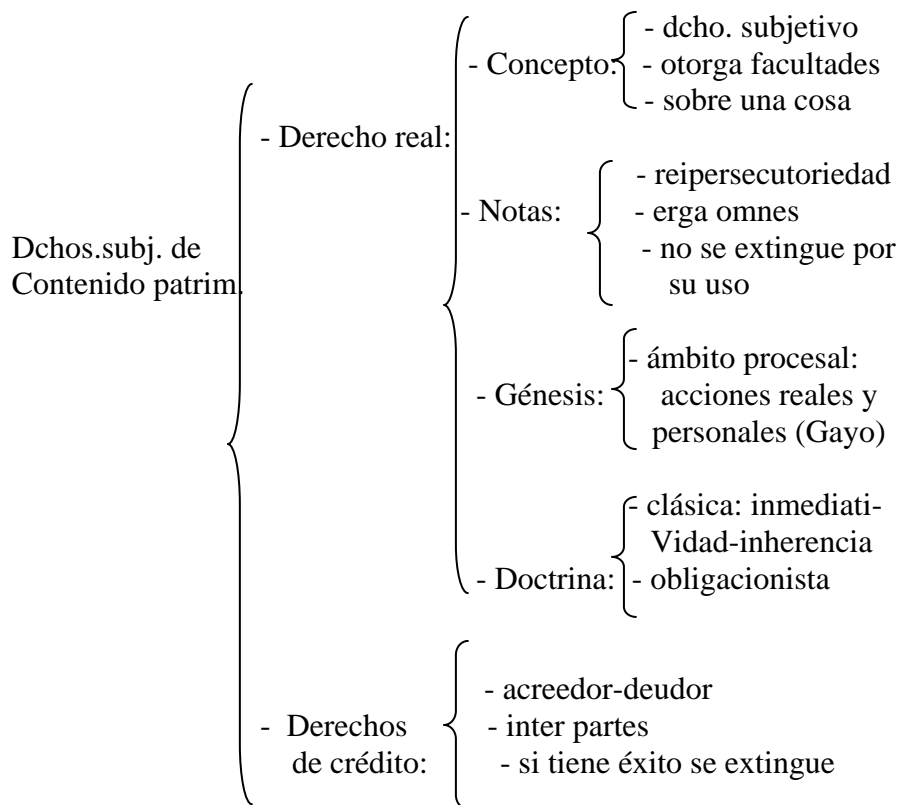 Dchos.subj. de
Contenido patrim.
- Derecho real:
- Concepto:
- dcho. subjetivo
- otorga facultades
- sobre una cosa
- Notas:
- reipersecutoriedad
- erga omnes
- no se extingue por
su uso
- Génesis:
- ámbito procesal:
acciones reales y
personales (Gayo)
- Doctrina:
- clásica: inmediati-
Vidad-inherencia
- obligacionista
- Derechos
de crédito:
- acreedor-deudor
- inter partes
- si tiene éxito se extingue